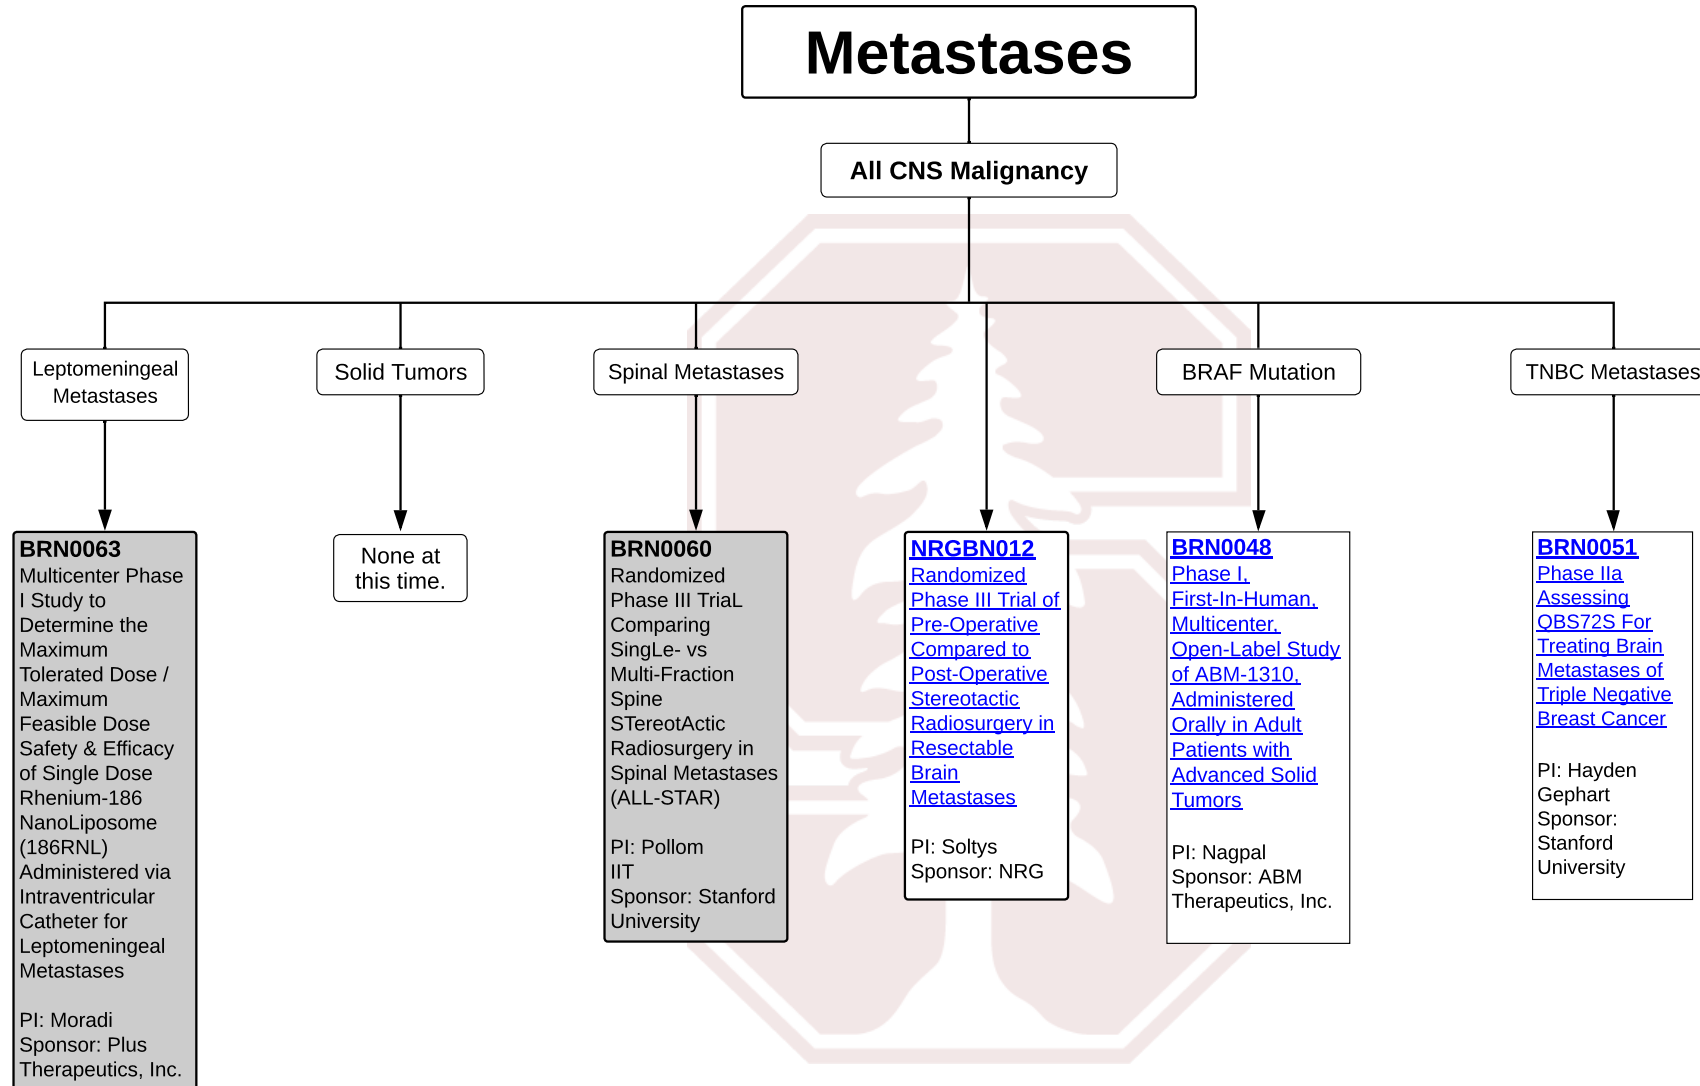 Metastases
All CNS Malignancy
Leptomeningeal
Metastases
Solid Tumors
Spinal Metastases
BRAF Mutation
TNBC Metastases
BRN0063
Multicenter Phase
I Study to
Determine the
Maximum
Tolerated Dose /
Maximum
Feasible Dose
Safety & Efficacy
of Single Dose
Rhenium-186
NanoLiposome
(186RNL)
Administered via
Intraventricular
Catheter for
Leptomeningeal
Metastases
PI: Moradi
Sponsor: Plus
Therapeutics, Inc.
None at
this time.
BRN0060
Randomized
Phase III TriaL
Comparing
SingLe- vs
Multi-Fraction
Spine
STereotActic
Radiosurgery in
Spinal Metastases
(ALL-STAR)
PI: Pollom
IIT
Sponsor: Stanford
University
NRGBN012
Randomized
Phase III Trial of
Pre-Operative
Compared to
Post-Operative
Stereotactic
Radiosurgery in
Resectable
Brain
Metastases
PI: Soltys
Sponsor: NRG
BRN0048
Phase I,
First-In-Human,
Multicenter,
Open-Label Study
of ABM-1310,
Administered
Orally in Adult
Patients with
Advanced Solid
Tumors
PI: Nagpal
Sponsor: ABM
Therapeutics, Inc.
BRN0051
Phase IIa
Assessing
QBS72S For
Treating Brain
Metastases of
Triple Negative
Breast Cancer
PI: Hayden
Gephart
Sponsor:
Stanford
University